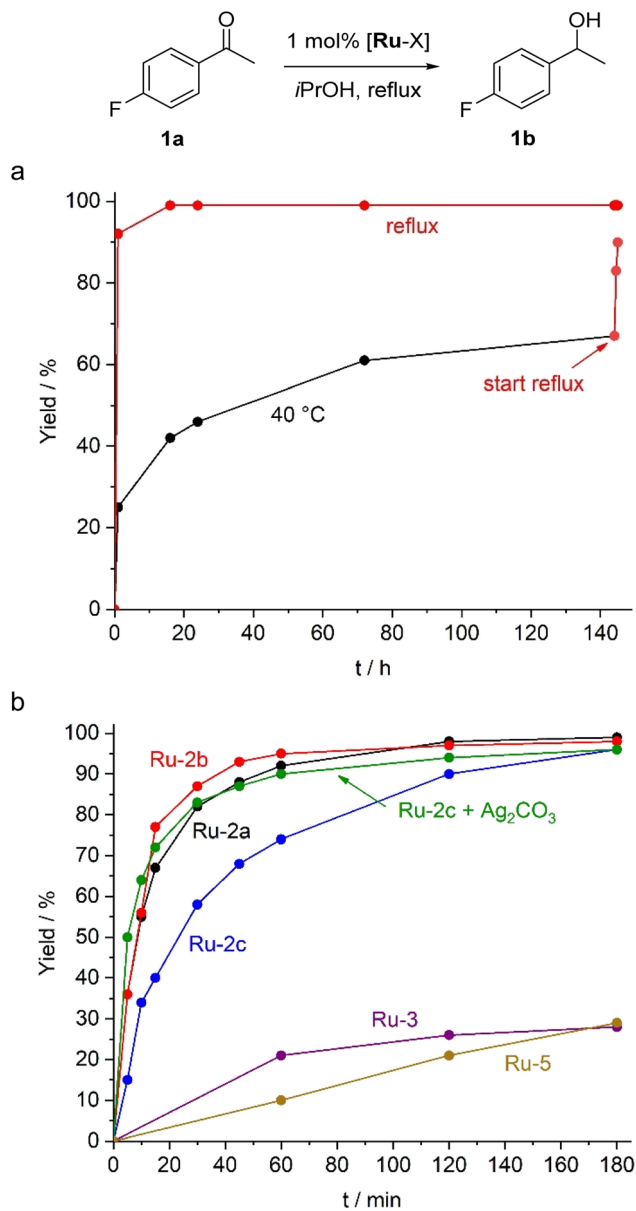 O
OH
1 mol% [Ru-X]
iPrOH, reflux
F
F
1a
1b
a
100
80
60
40
20
0
Yield / %
reflux
start reflux
40 °C
0 20 40 60 80 100 120 140
t / h
b
100
90
80
70
60
50
40
30
20
10
0
Yield / %
Ru-2b
Ru-2a
Ru-2c + Ag₂CO₃
Ru-2c
Ru-3
Ru-5
0 20 40 60 80 100 120 140 160 180
t / min